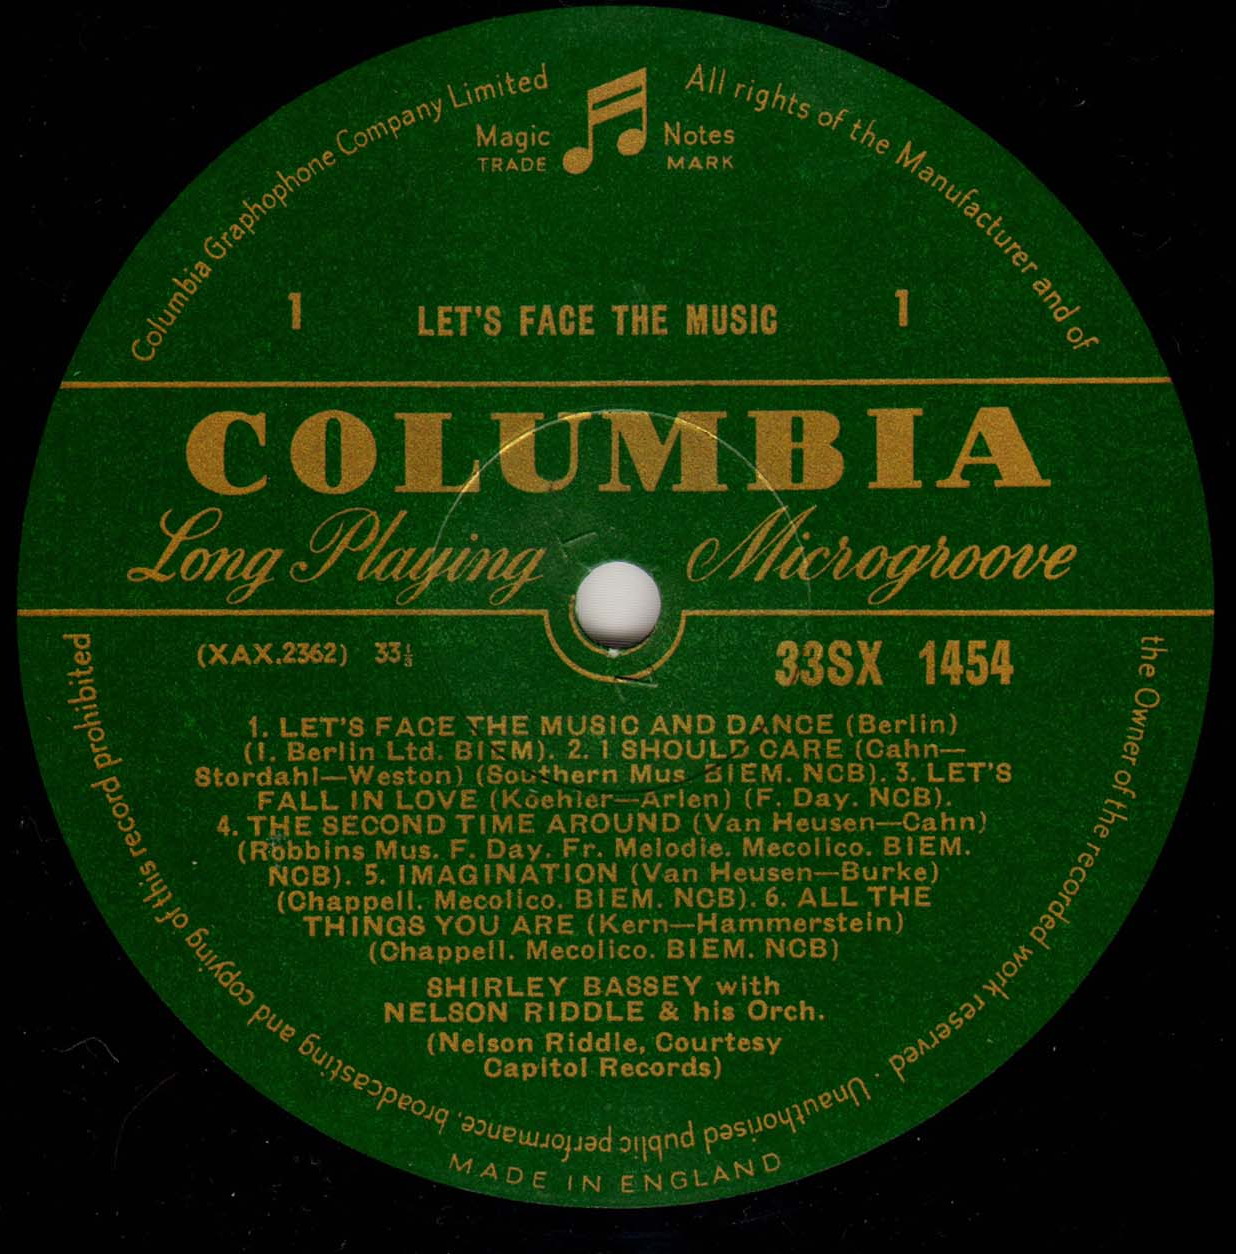 Columbia Graphophone Company Limited
All rights of the Manufacturer and of
the Owner of the recorded work reserved · Unauthorised public performance, broadcasting and copying of this record prohibited
Magic Notes
TRADE MARK
1 LET'S FACE THE MUSIC 1
COLUMBIA
Long Playing Microgroove
(XAX.2362) 33⅓ 33SX 1454
1. LET'S FACE THE MUSIC AND DANCE (Berlin)
(I. Berlin Ltd. BIEM). 2. I SHOULD CARE (Cahn—
Stordahl—Weston) (Southern Mus. BIEM. NCB). 3. LET'S
FALL IN LOVE (Koehler—Arlen) (F. Day. NCB).
4. THE SECOND TIME AROUND (Van Heusen—Cahn)
(Robbins Mus. F. Day. Fr. Melodie. Mecolico. BIEM.
NCB). 5. IMAGINATION (Van Heusen—Burke)
(Chappell. Mecolico. BIEM. NCB). 6. ALL THE
THINGS YOU ARE (Kern—Hammerstein)
(Chappell. Mecolico. BIEM. NCB)
SHIRLEY BASSEY with
NELSON RIDDLE & his Orch.
(Nelson Riddle, Courtesy
Capitol Records)
MADE IN ENGLAND